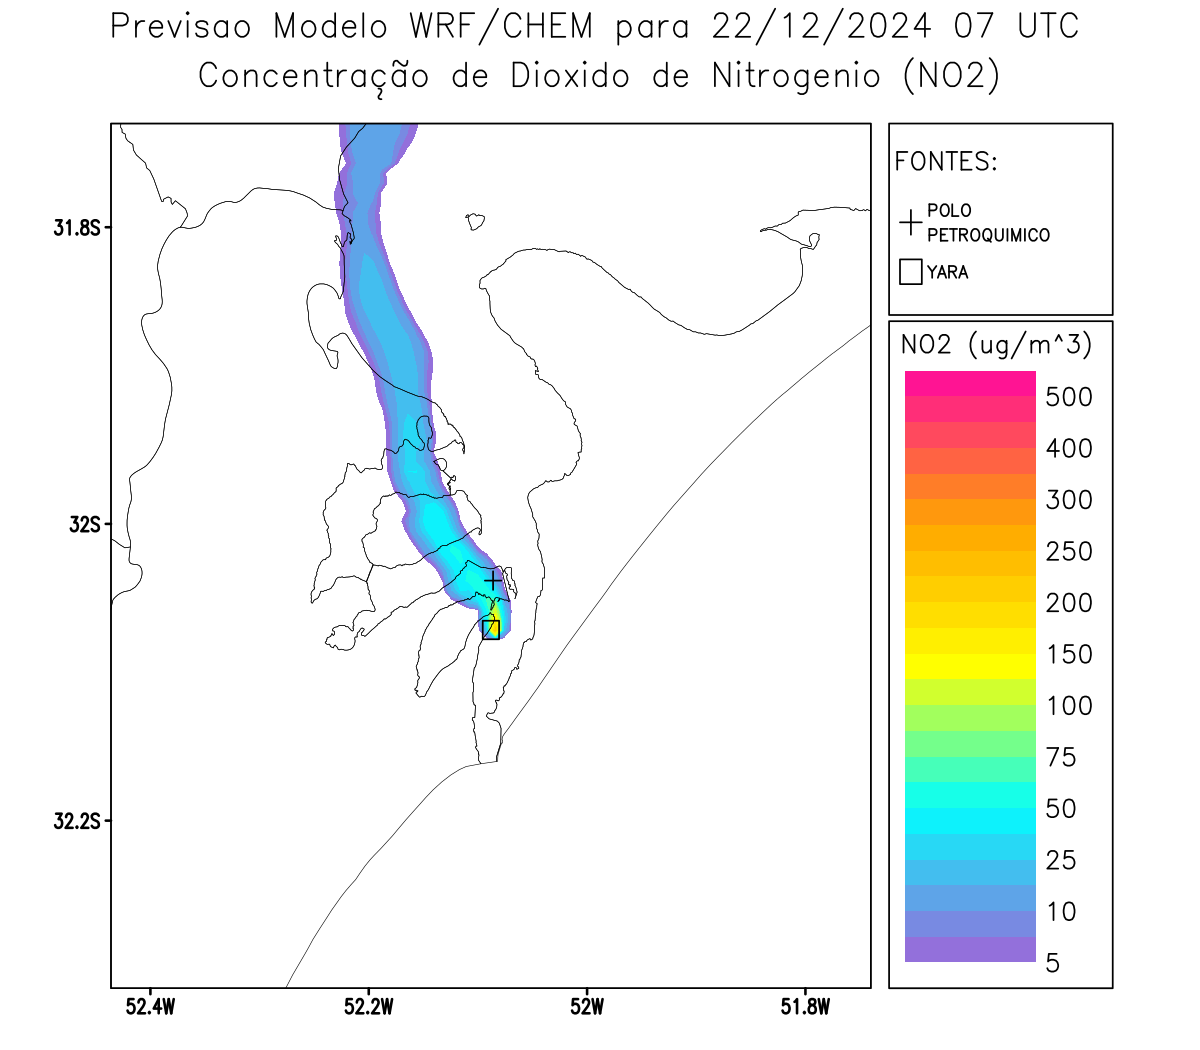 Previsao Modelo WRF/CHEM para 22/12/2024 07 UTC
Concentração de Dioxido de Nitrogenio (NO2)
FONTES:
POLO
PETROQUIMICO
YARA
NO2 (ug/m^3)
500
400
300
250
200
150
100
75
50
25
10
5
31.8S
32S
32.2S
52.4W
52.2W
52W
51.8W